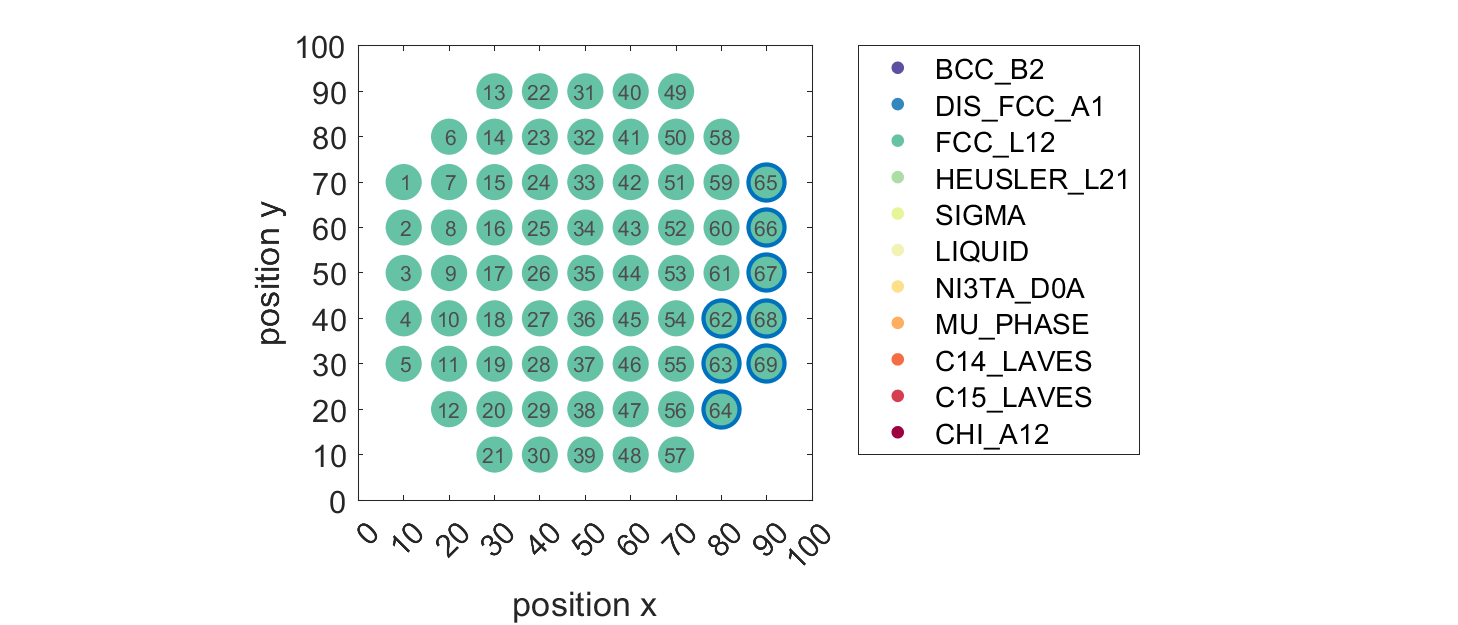 100
90
80
70
60
50
40
30
20
10
0
position y
13 22 31 40 49
6 14 23 32 41 50 58
1 7 15 24 33 42 51 59 65
2 8 16 25 34 43 52 60 66
3 9 17 26 35 44 53 61 67
4 10 18 27 36 45 54 62 68
5 11 19 28 37 46 55 63 69
12 20 29 38 47 56 64
21 30 39 48 57
0 10 20 30 40 50 60 70 80 90 100
position x
BCC_B2
DIS_FCC_A1
FCC_L12
HEUSLER_L21
SIGMA
LIQUID
NI3TA_D0A
MU_PHASE
C14_LAVES
C15_LAVES
CHI_A12